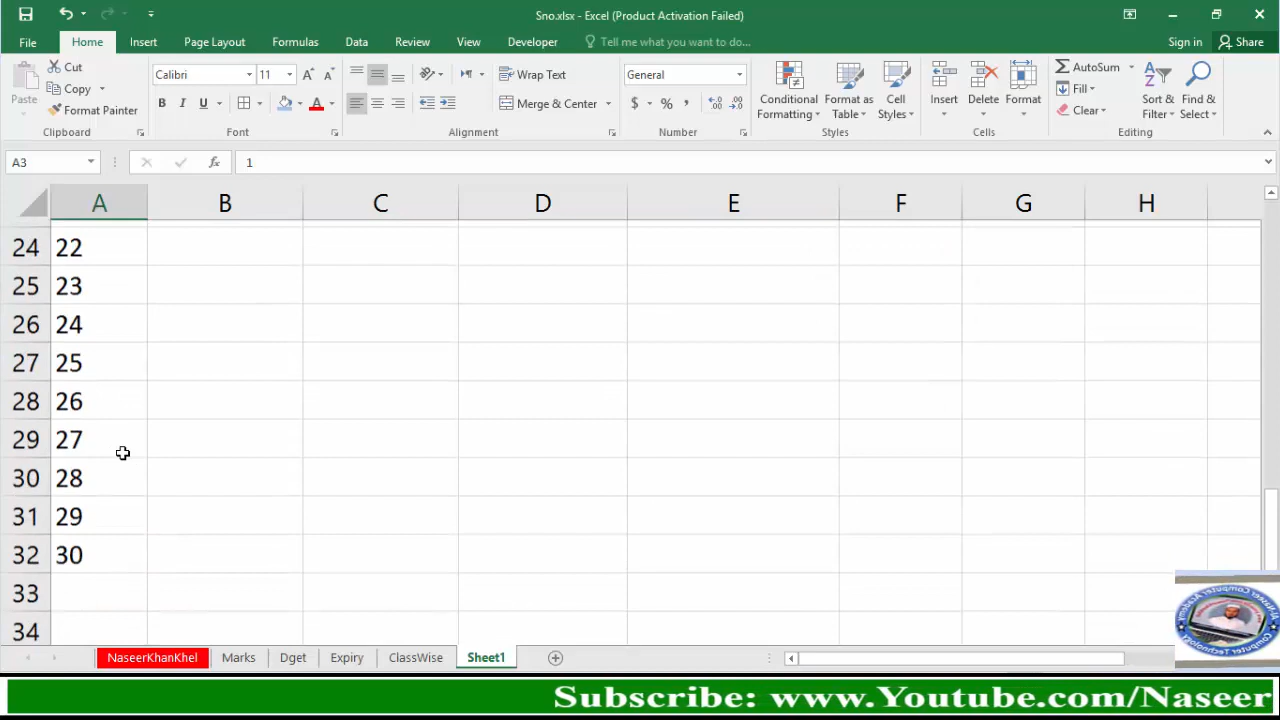 Sno.xlsx - Excel (Product Activation Failed)
File Home Insert Page Layout Formulas Data Review View Developer Tell me what you want to do... Sign in Share
Paste Cut Copy Format Painter Clipboard
Calibri 11 B I U A Font
Wrap Text Merge & Center Alignment
General $ % , Number
Conditional Formatting Format as Table Cell Styles Styles
Insert Delete Format Cells
AutoSum Fill Clear Sort & Filter Find & Select Editing
A3 fx 1
A B C D E F G H
24 22
25 23
26 24
27 25
28 26
29 27
30 28
31 29
32 30
33
34
NaseerKhanKhel Marks Dget Expiry ClassWise Sheet1
Subscribe: www.Youtube.com/Naseer